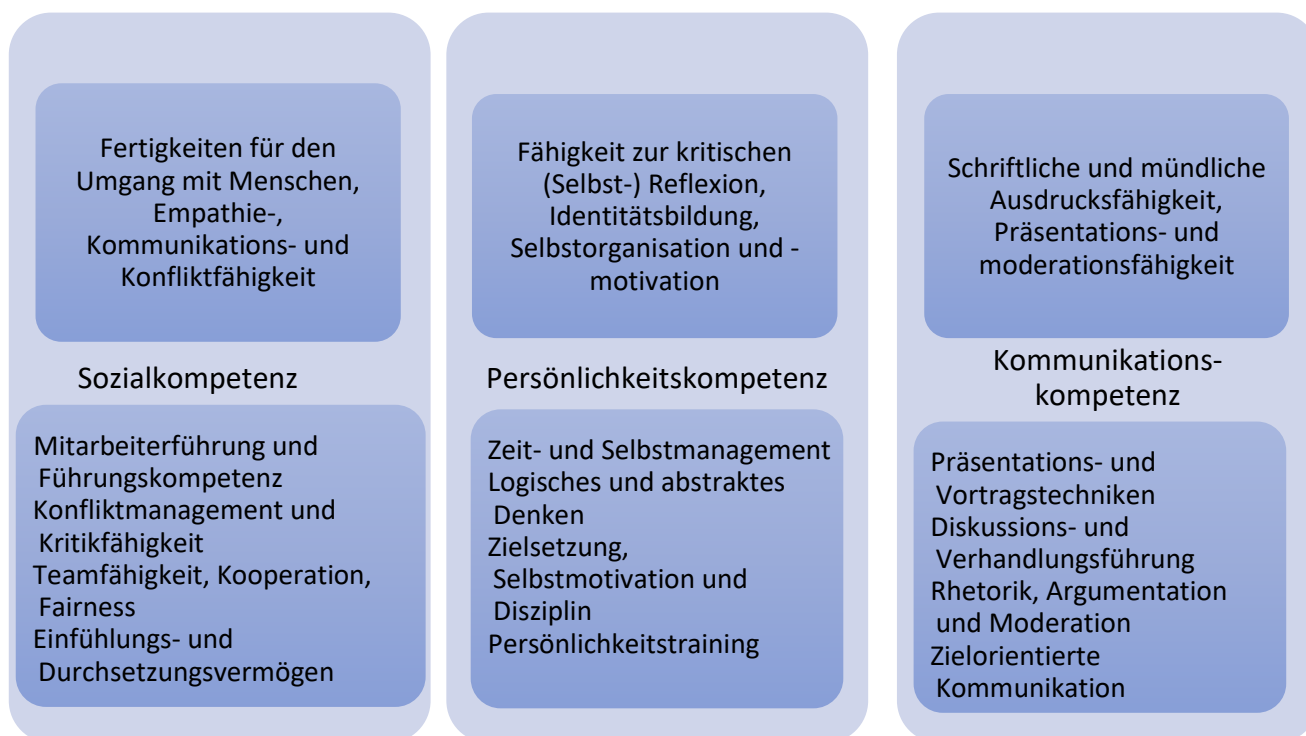 Fertigkeiten für den
Umgang mit Menschen,
Empathie-,
Kommunikations- und
Konfliktfähigkeit
Sozialkompetenz
Mitarbeiterführung und
Führungskompetenz
Konfliktmanagement und
Kritikfähigkeit
Teamfähigkeit, Kooperation,
Fairness
Einfühlungs- und
Durchsetzungsvermögen
Fähigkeit zur kritischen
(Selbst-) Reflexion,
Identitätsbildung,
Selbstorganisation und -
motivation
Persönlichkeitskompetenz
Zeit- und Selbstmanagement
Logisches und abstraktes
Denken
Zielsetzung,
Selbstmotivation und
Disziplin
Persönlichkeitstraining
Schriftliche und mündliche
Ausdrucksfähigkeit,
Präsentations- und
moderationsfähigkeit
Kommunikations-
kompetenz
Präsentations- und
Vortragstechniken
Diskussions- und
Verhandlungsführung
Rhetorik, Argumentation
und Moderation
Zielorientierte
Kommunikation